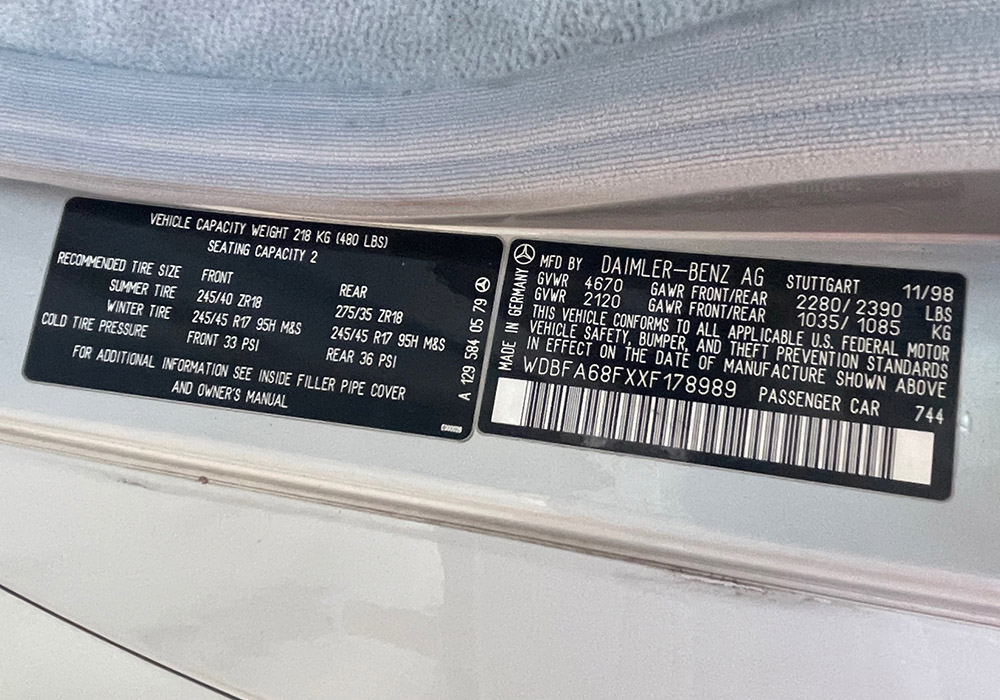 VEHICLE CAPACITY WEIGHT 218 KG (480 LBS)
SEATING CAPACITY 2
RECOMMENDED TIRE SIZE FRONT REAR
SUMMER TIRE 245/40 ZR18 275/35 ZR18
WINTER TIRE 245/45 R17 95H M&S 245/45 R17 95H M&S
COLD TIRE PRESSURE FRONT 33 PSI REAR 36 PSI
FOR ADDITIONAL INFORMATION SEE INSIDE FILLER PIPE COVER
AND OWNER'S MANUAL
A 129 584 05 79
MADE IN GERMANY
MFD BY DAIMLER-BENZ AG STUTTGART 11/98
GVWR 4670 GAWR FRONT/REAR 2280/2390 LBS
GVWR 2120 GAWR FRONT/REAR 1035/1085 KG
THIS VEHICLE CONFORMS TO ALL APPLICABLE U.S. FEDERAL MOTOR
VEHICLE SAFETY, BUMPER, AND THEFT PREVENTION STANDARDS
IN EFFECT ON THE DATE OF MANUFACTURE SHOWN ABOVE
WDBFA68FXXF178989 PASSENGER CAR 744